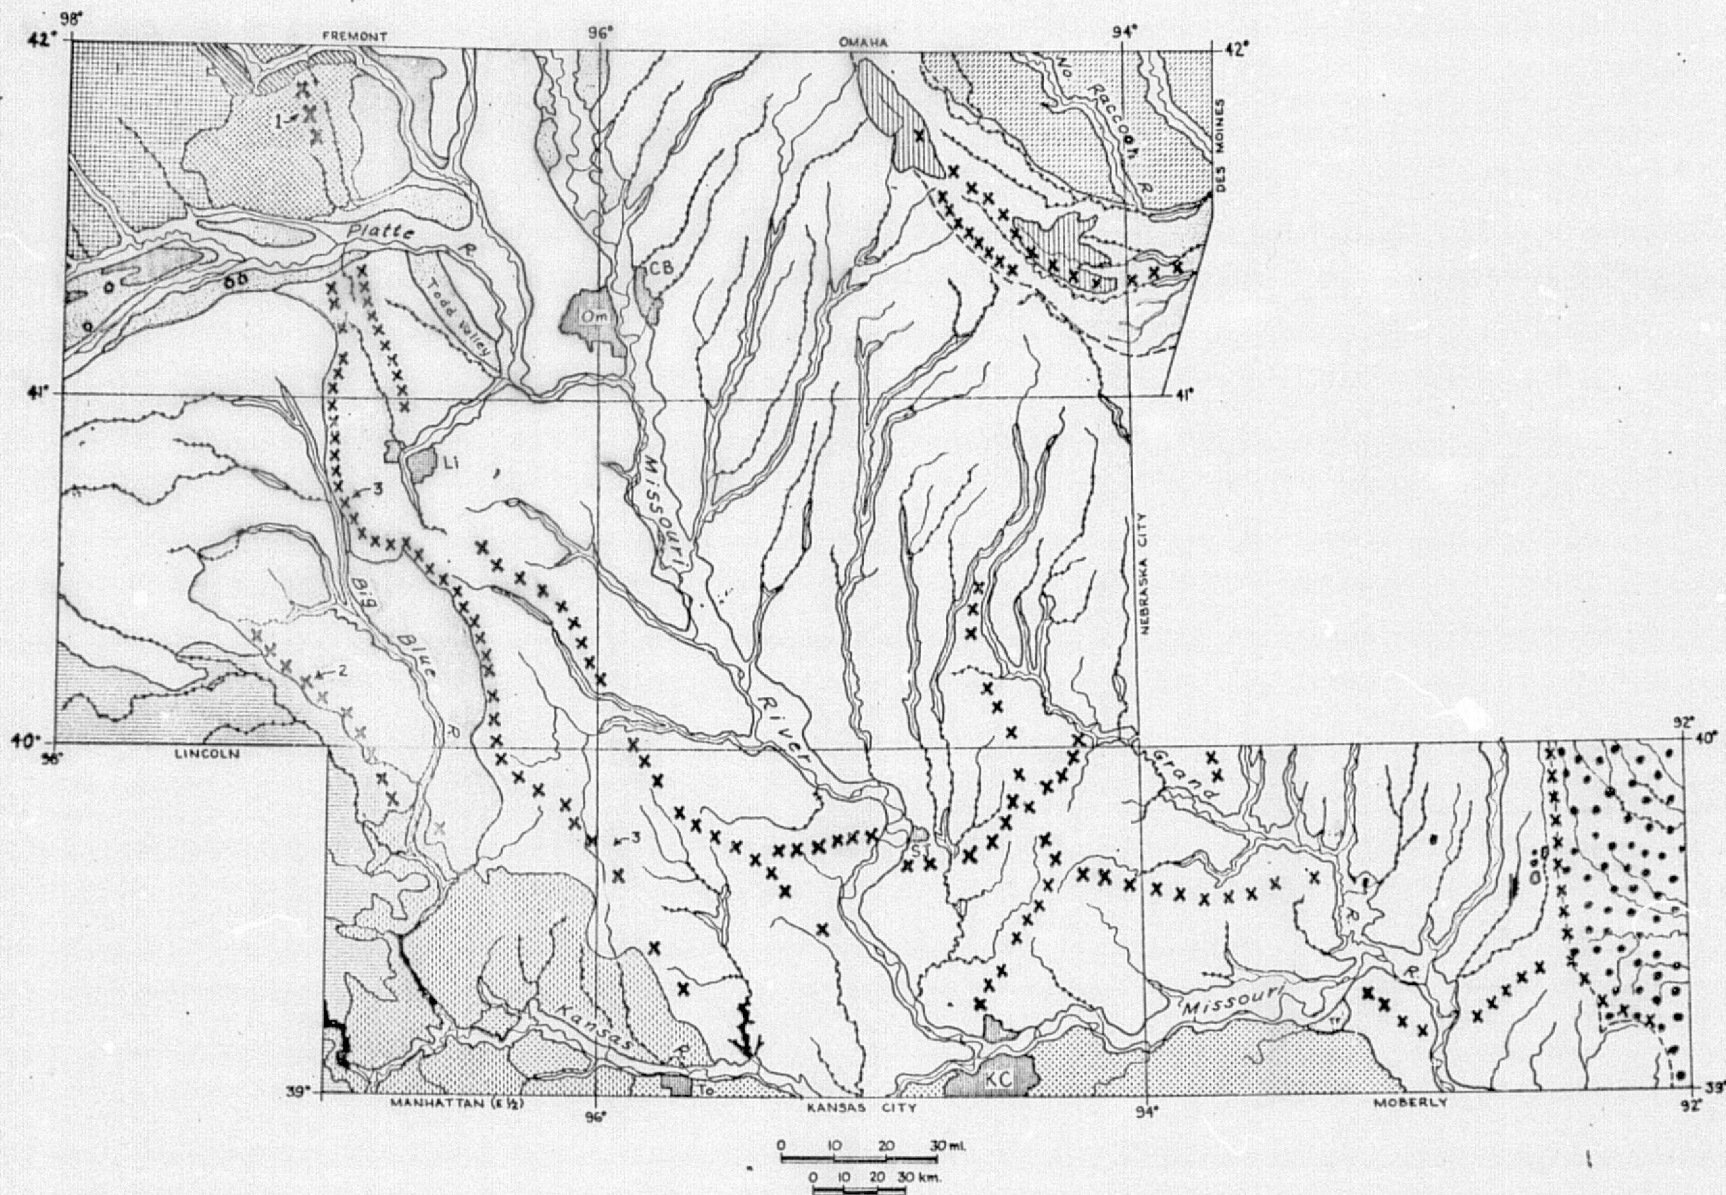 98°
96°
94°
42°
FREMONT
OMAHA
42°
No. Raccoon R.
DES MOINES
1
Platte R.
Todd Valley
CB
Om
41°
41°
Li
Missouri
3
Big Blue R.
NEBRASKA CITY
2
River
92°
40°
40°
98°
LINCOLN
Grand
SJ
3
R.
R.
Missouri
Kansas R.
To
KC
39°
39°
MANHATTAN (E ½)
96°
KANSAS CITY
94°
MOBERLY
92°
0 10 20 30 mi.
0 10 20 30 km.